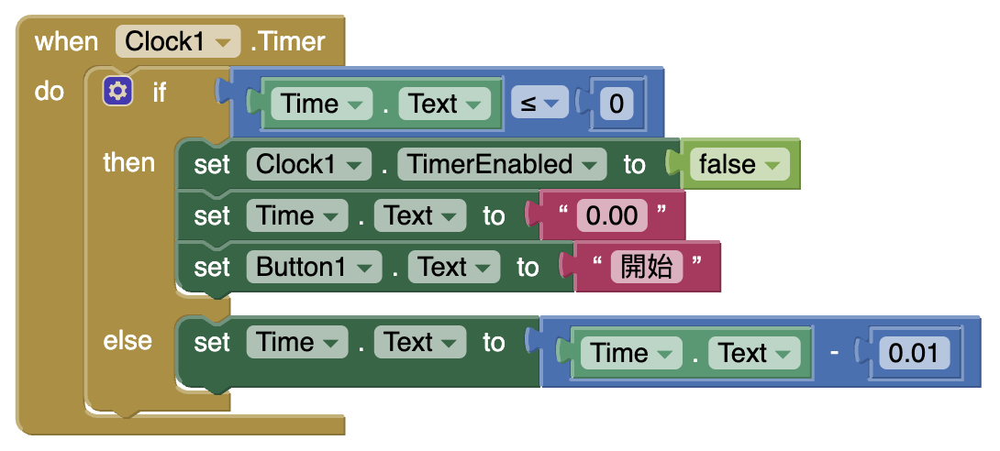 when Clock1 .Timer
do if Time . Text ≤ 0
then set Clock1 . TimerEnabled to false
set Time . Text to “ 0.00 ”
set Button1 . Text to “ 開始 ”
else set Time . Text to Time . Text - 0.01